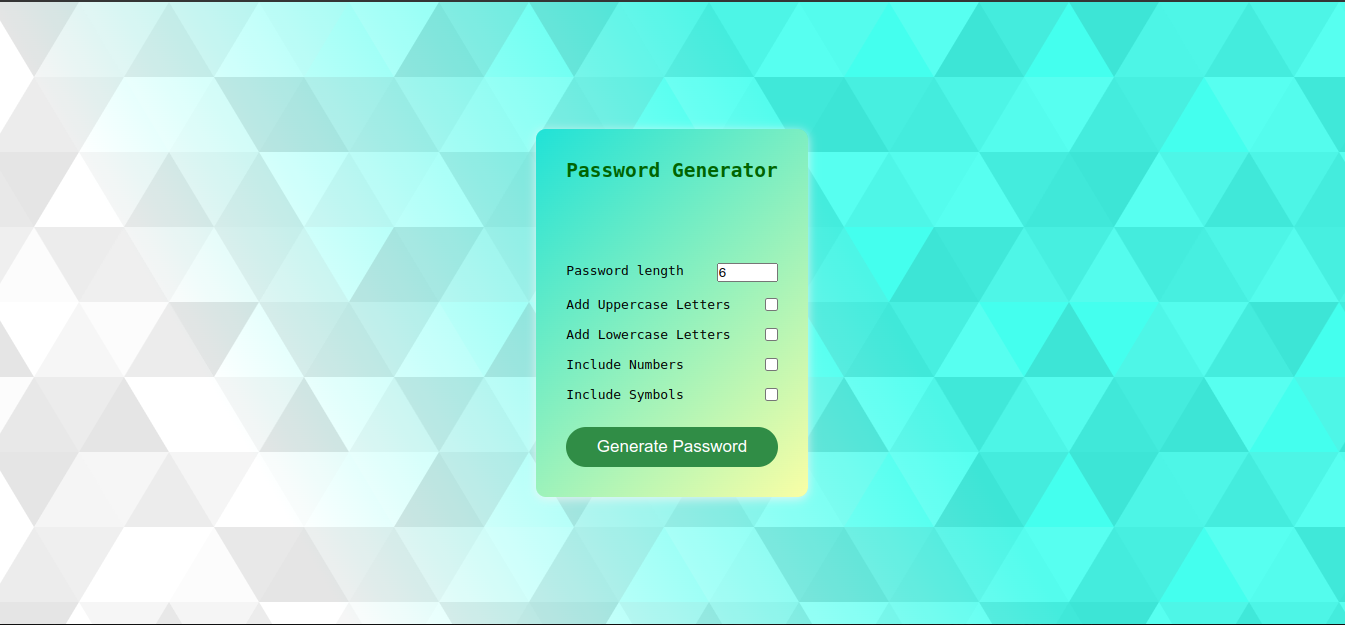 Password Generator
Password length 6
Add Uppercase Letters
Add Lowercase Letters
Include Numbers
Include Symbols
Generate Password